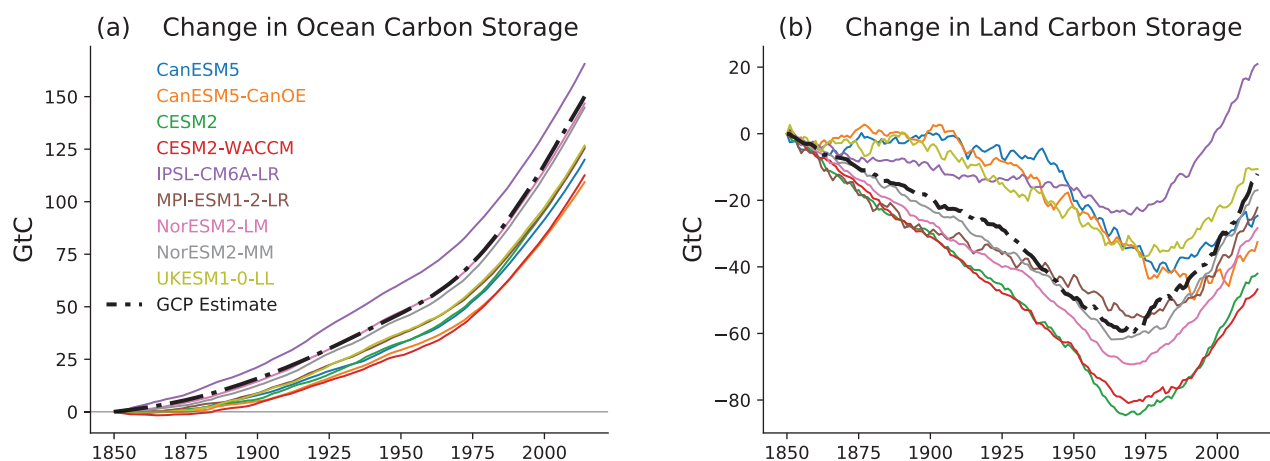 (a) Change in Ocean Carbon Storage
GtC
150
125
100
75
50
25
0
CanESM5
CanESM5-CanOE
CESM2
CESM2-WACCM
IPSL-CM6A-LR
MPI-ESM1-2-LR
NorESM2-LM
NorESM2-MM
UKESM1-0-LL
GCP Estimate
1850 1875 1900 1925 1950 1975 2000
(b) Change in Land Carbon Storage
GtC
20
0
−20
−40
−60
−80
1850 1875 1900 1925 1950 1975 2000